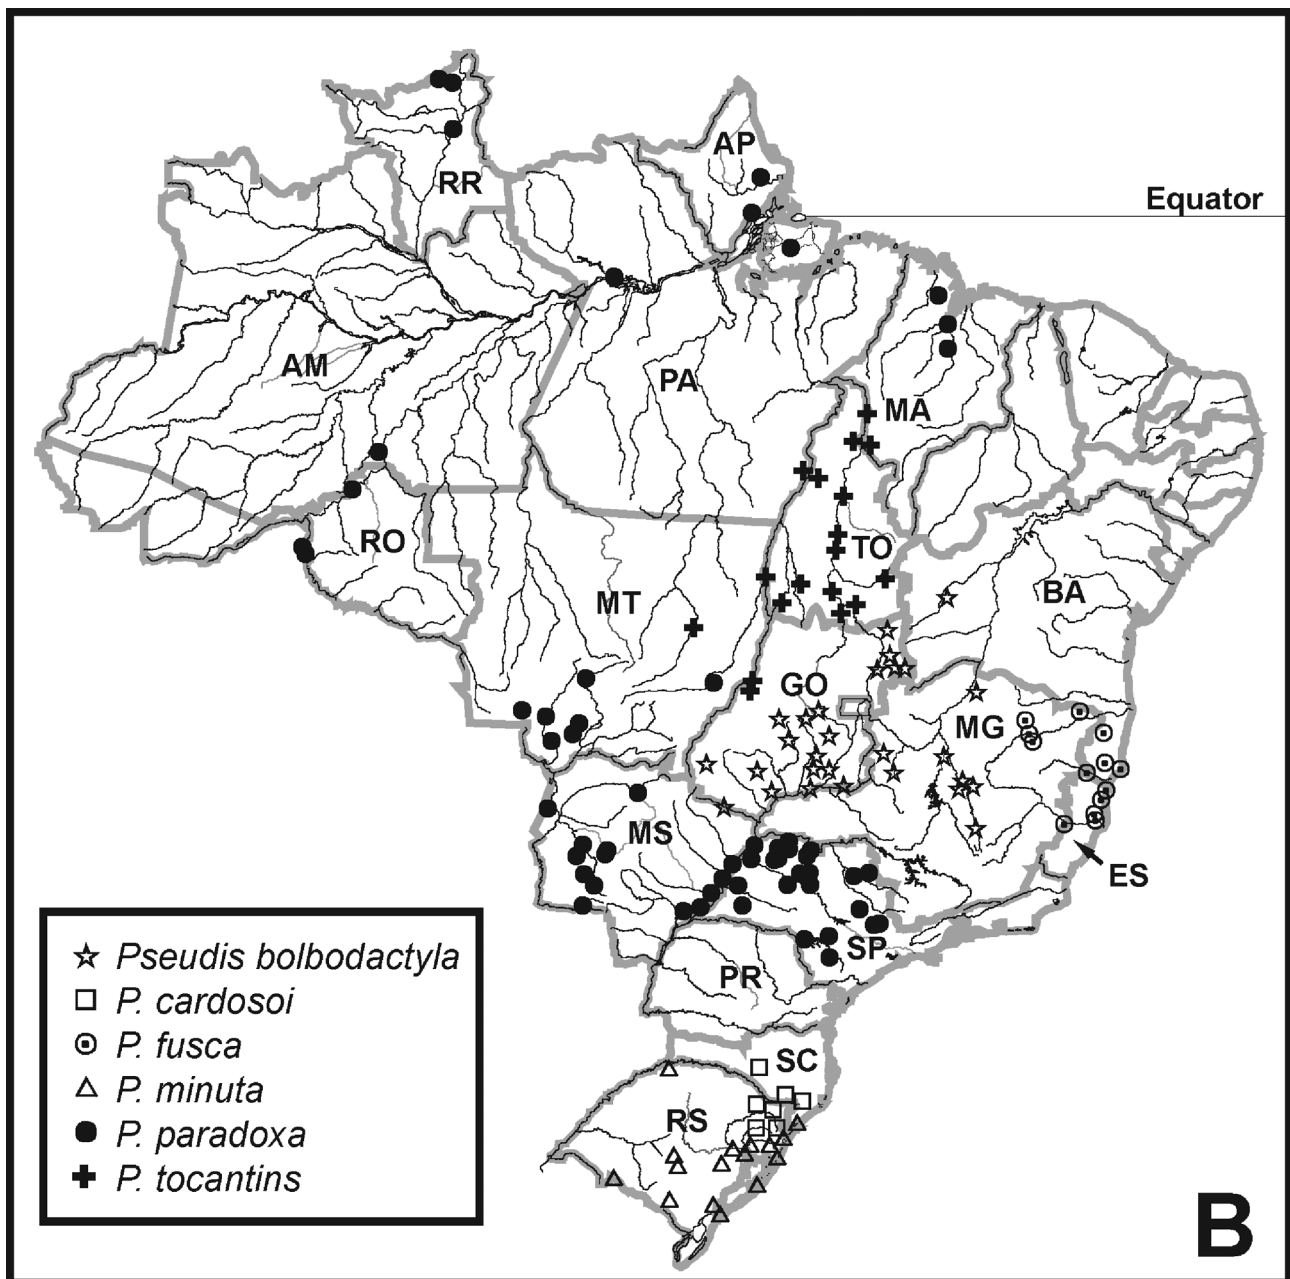 AP
RR
Equator
AM
PA
MA
RO
TO
MT
BA
GO
MG
MS
ES
SP
PR
SC
RS
Pseudis bolbodactyla
P. cardosoi
P. fusca
P. minuta
P. paradoxa
P. tocantins
B